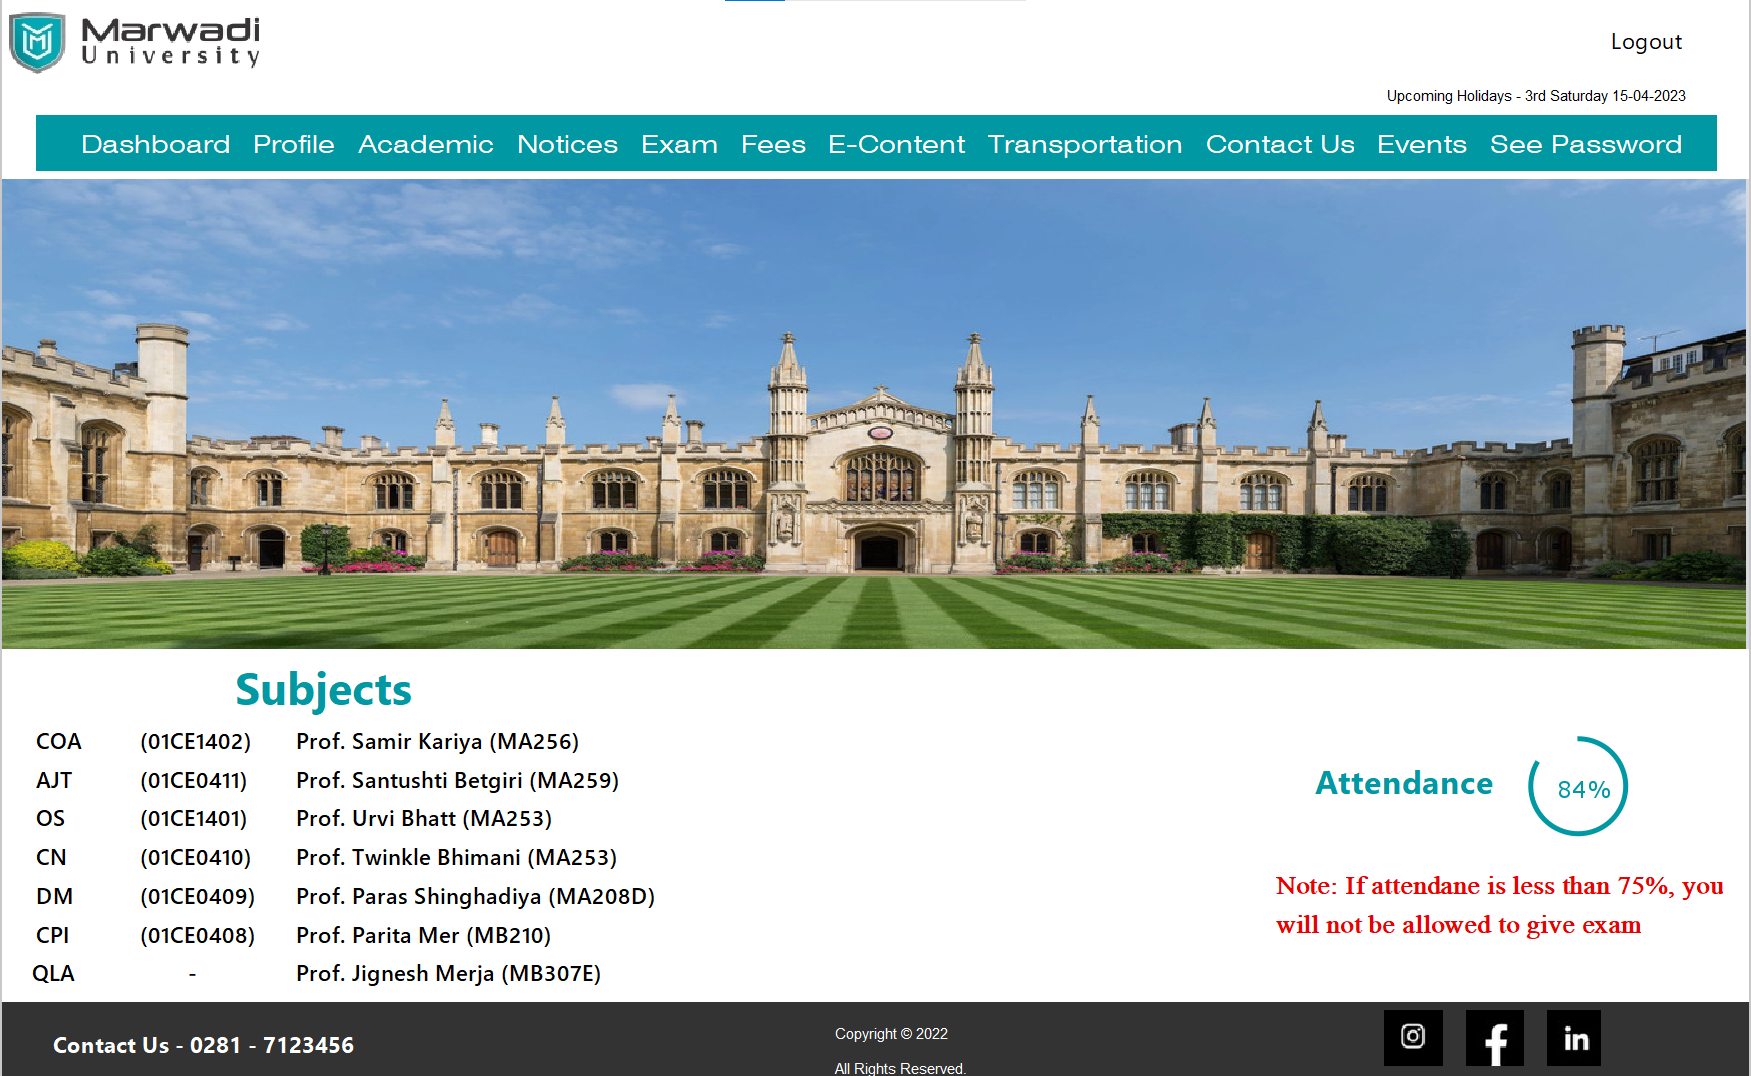 Marwadi
University
Logout
Upcoming Holidays - 3rd Saturday 15-04-2023
Dashboard Profile Academic Notices Exam Fees E-Content Transportation Contact Us Events See Password
Subjects
COA (01CE1402) Prof. Samir Kariya (MA256)
AJT (01CE0411) Prof. Santushti Betgiri (MA259)
OS (01CE1401) Prof. Urvi Bhatt (MA253)
CN (01CE0410) Prof. Twinkle Bhimani (MA253)
DM (01CE0409) Prof. Paras Shinghadiya (MA208D)
CPI (01CE0408) Prof. Parita Mer (MB210)
QLA - Prof. Jignesh Merja (MB307E)
Attendance 84%
Note: If attendane is less than 75%, you
will not be allowed to give exam
Contact Us - 0281 - 7123456
Copyright © 2022
All Rights Reserved.